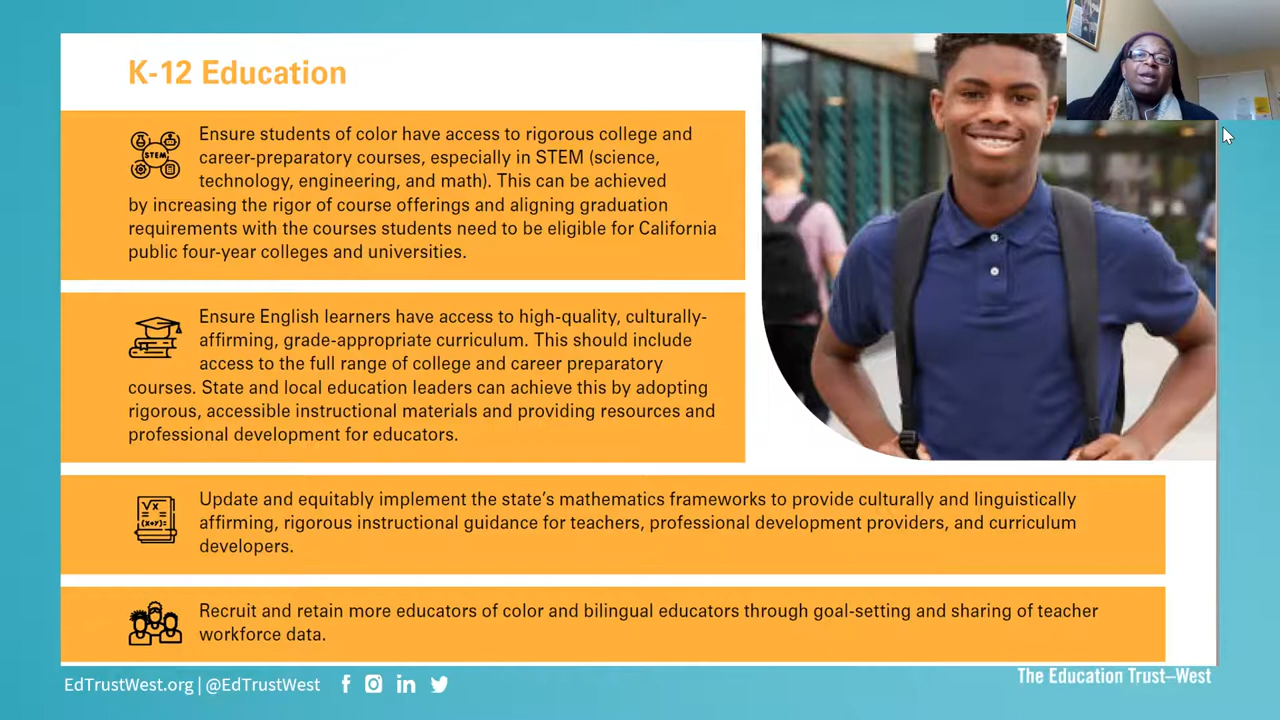 K-12 Education
STEM
Ensure students of color have access to rigorous college and
career-preparatory courses, especially in STEM (science,
technology, engineering, and math). This can be achieved
by increasing the rigor of course offerings and aligning graduation
requirements with the courses students need to be eligible for California
public four-year colleges and universities.
Ensure English learners have access to high-quality, culturally-
affirming, grade-appropriate curriculum. This should include
access to the full range of college and career preparatory
courses. State and local education leaders can achieve this by adopting
rigorous, accessible instructional materials and providing resources and
professional development for educators.
√x
(x+y)=
Update and equitably implement the state’s mathematics frameworks to provide culturally and linguistically
affirming, rigorous instructional guidance for teachers, professional development providers, and curriculum
developers.
Recruit and retain more educators of color and bilingual educators through goal-setting and sharing of teacher
workforce data.
EdTrustWest.org | @EdTrustWest
The Education Trust–West